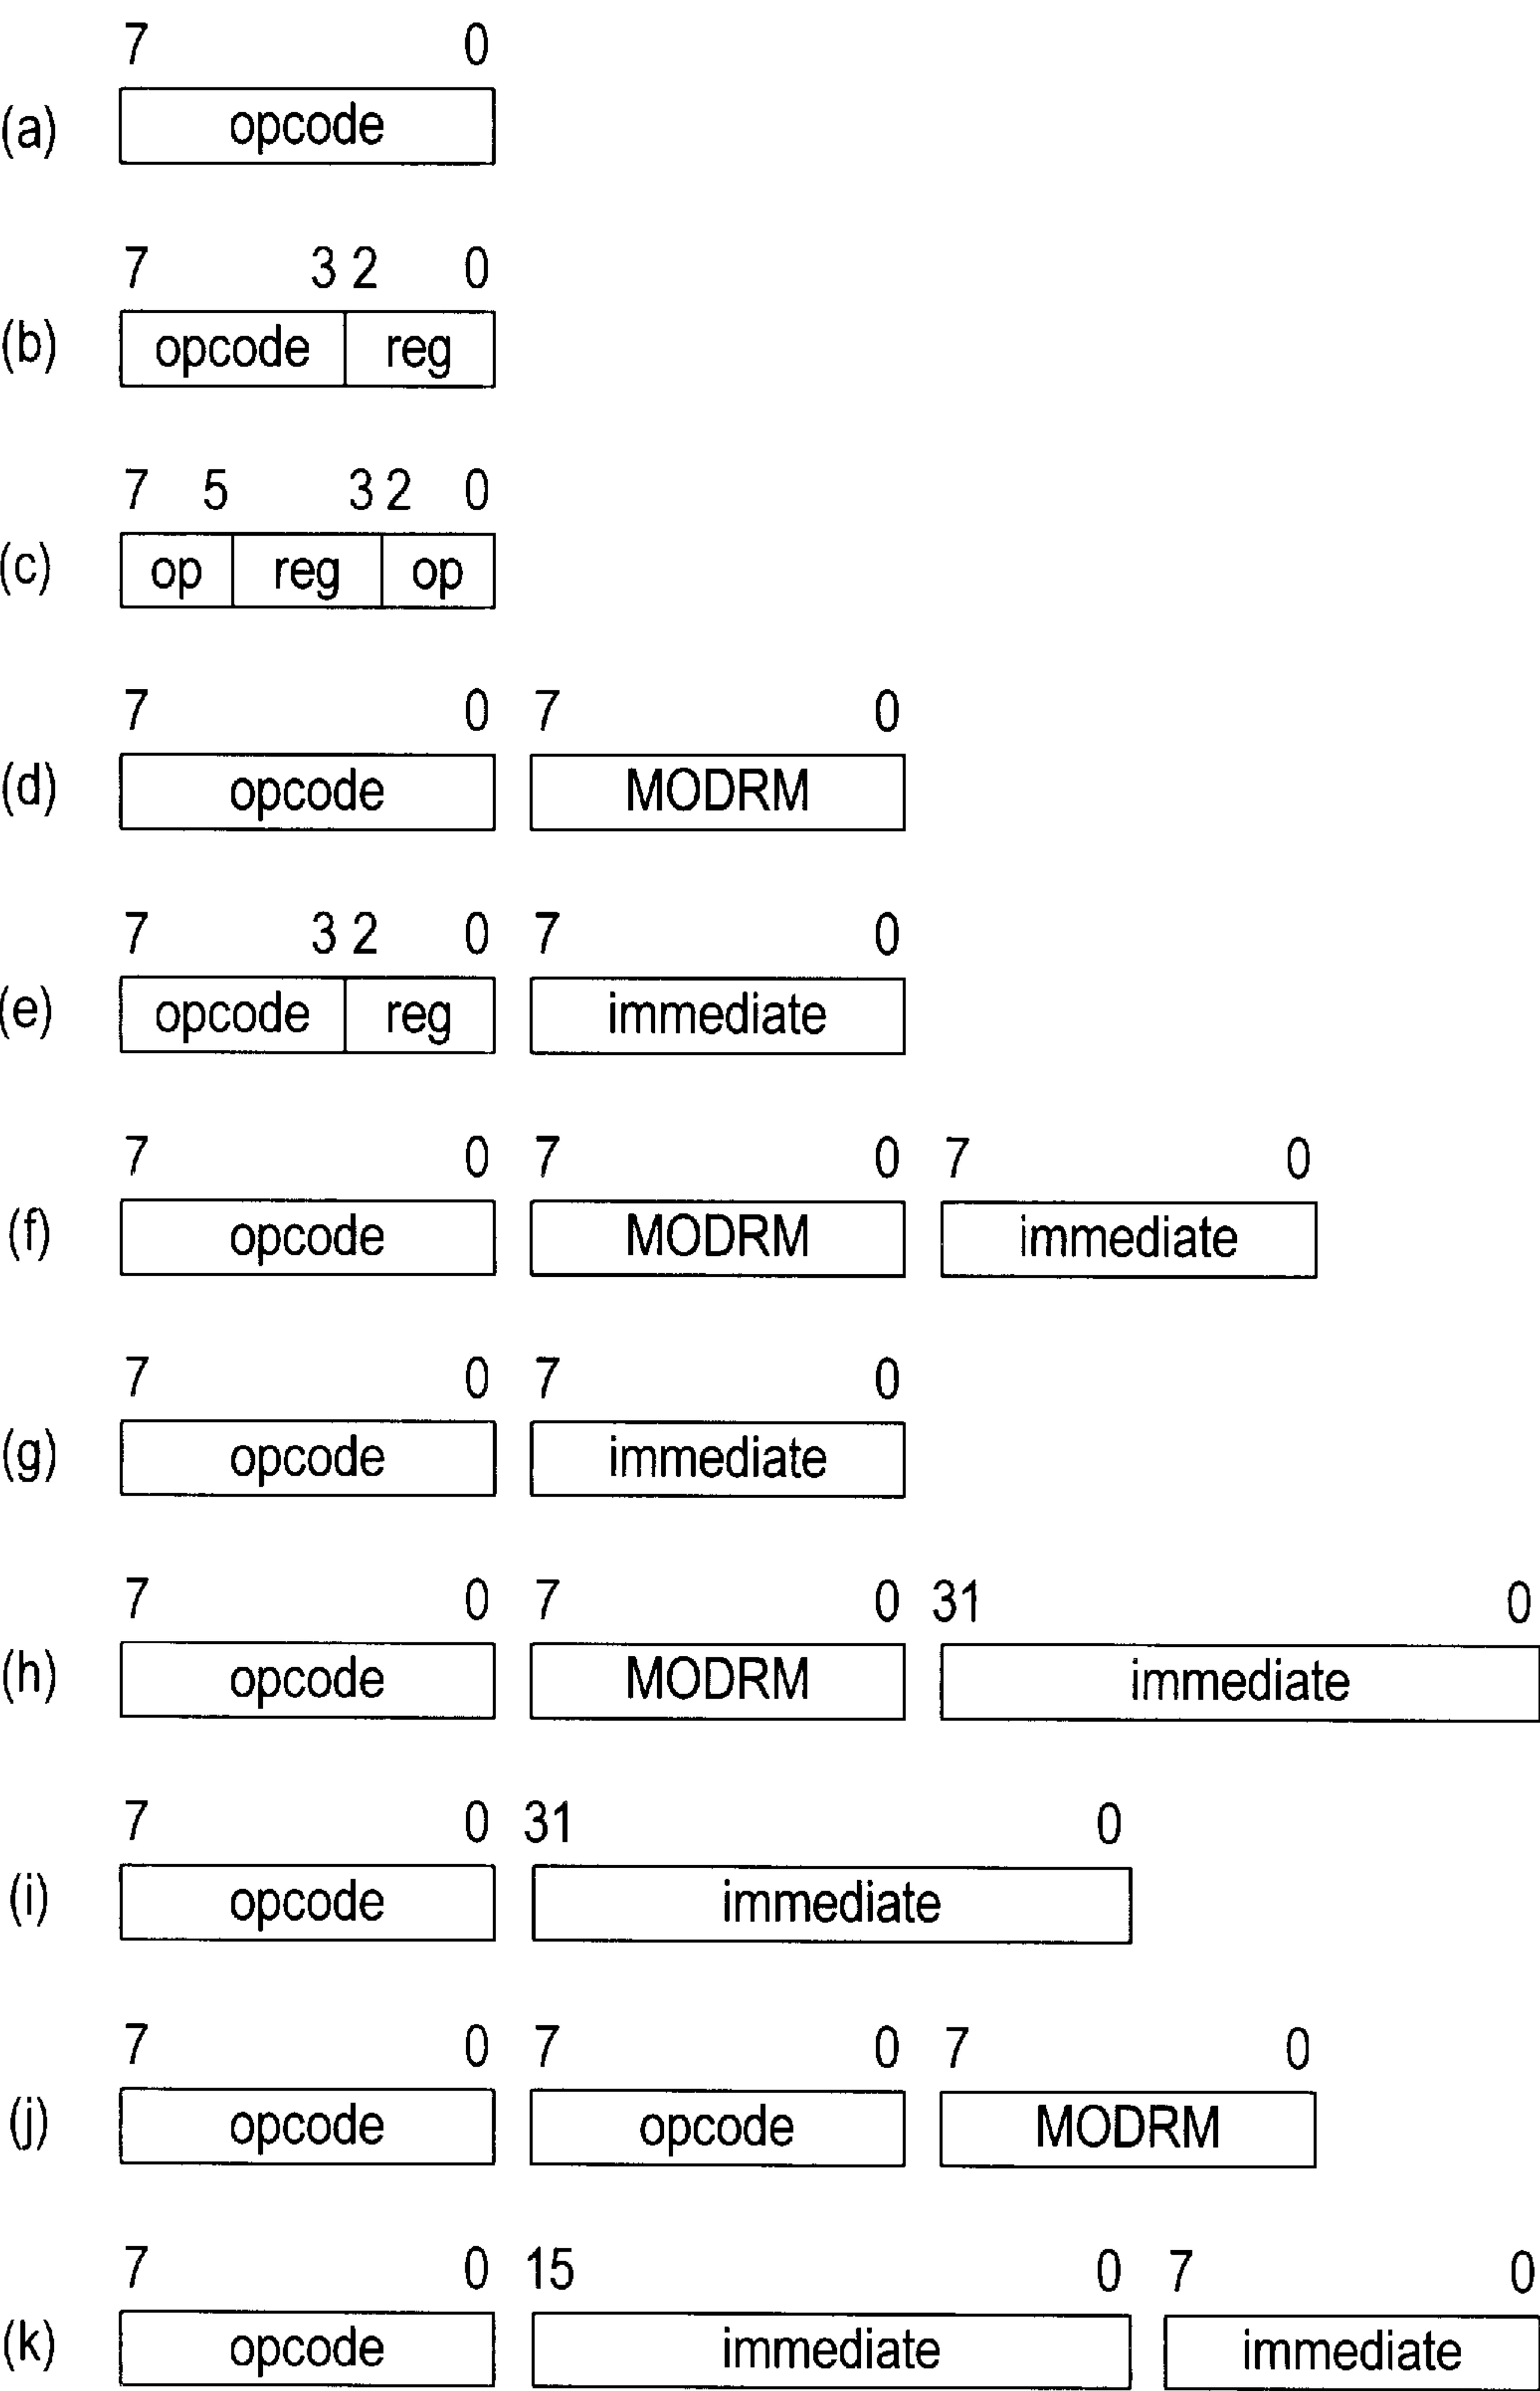 7 0
(a) opcode
7 3 2 0
(b) opcode reg
7 5 3 2 0
(c) op reg op
7 0 7 0
(d) opcode MODRM
7 3 2 0 7 0
(e) opcode reg immediate
7 0 7 0 7 0
(f) opcode MODRM immediate
7 0 7 0
(g) opcode immediate
7 0 7 0 31 0
(h) opcode MODRM immediate
7 0 31 0
(i) opcode immediate
7 0 7 0 7 0
(j) opcode opcode MODRM
7 0 15 0 7 0
(k) opcode immediate immediate